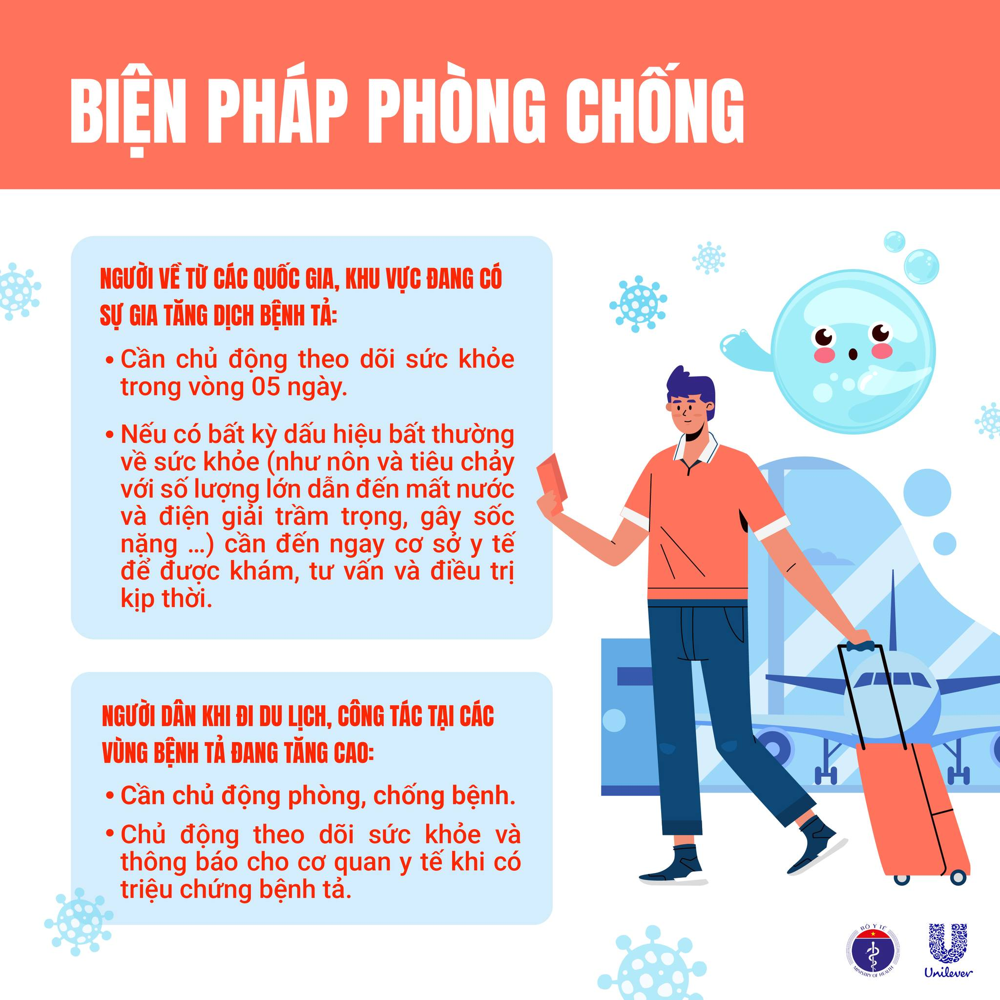 BIỆN PHÁP PHÒNG CHỐNG
NGƯỜI VỀ TỪ CÁC QUỐC GIA, KHU VỰC ĐANG CÓ
SỰ GIA TĂNG DỊCH BỆNH TẢ:
• Cần chủ động theo dõi sức khỏe
trong vòng 05 ngày.
• Nếu có bất kỳ dấu hiệu bất thường
về sức khỏe (như nôn và tiêu chảy
với số lượng lớn dẫn đến mất nước
và điện giải trầm trọng, gây sốc
nặng ...) cần đến ngay cơ sở y tế
để được khám, tư vấn và điều trị
kịp thời.
NGƯỜI DÂN KHI ĐI DU LỊCH, CÔNG TÁC TẠI CÁC
VÙNG BỆNH TẢ ĐANG TĂNG CAO:
• Cần chủ động phòng, chống bệnh.
• Chủ động theo dõi sức khỏe và
thông báo cho cơ quan y tế khi có
triệu chứng bệnh tả.
BỘ Y TẾ
MINISTRY OF HEALTH
Unilever